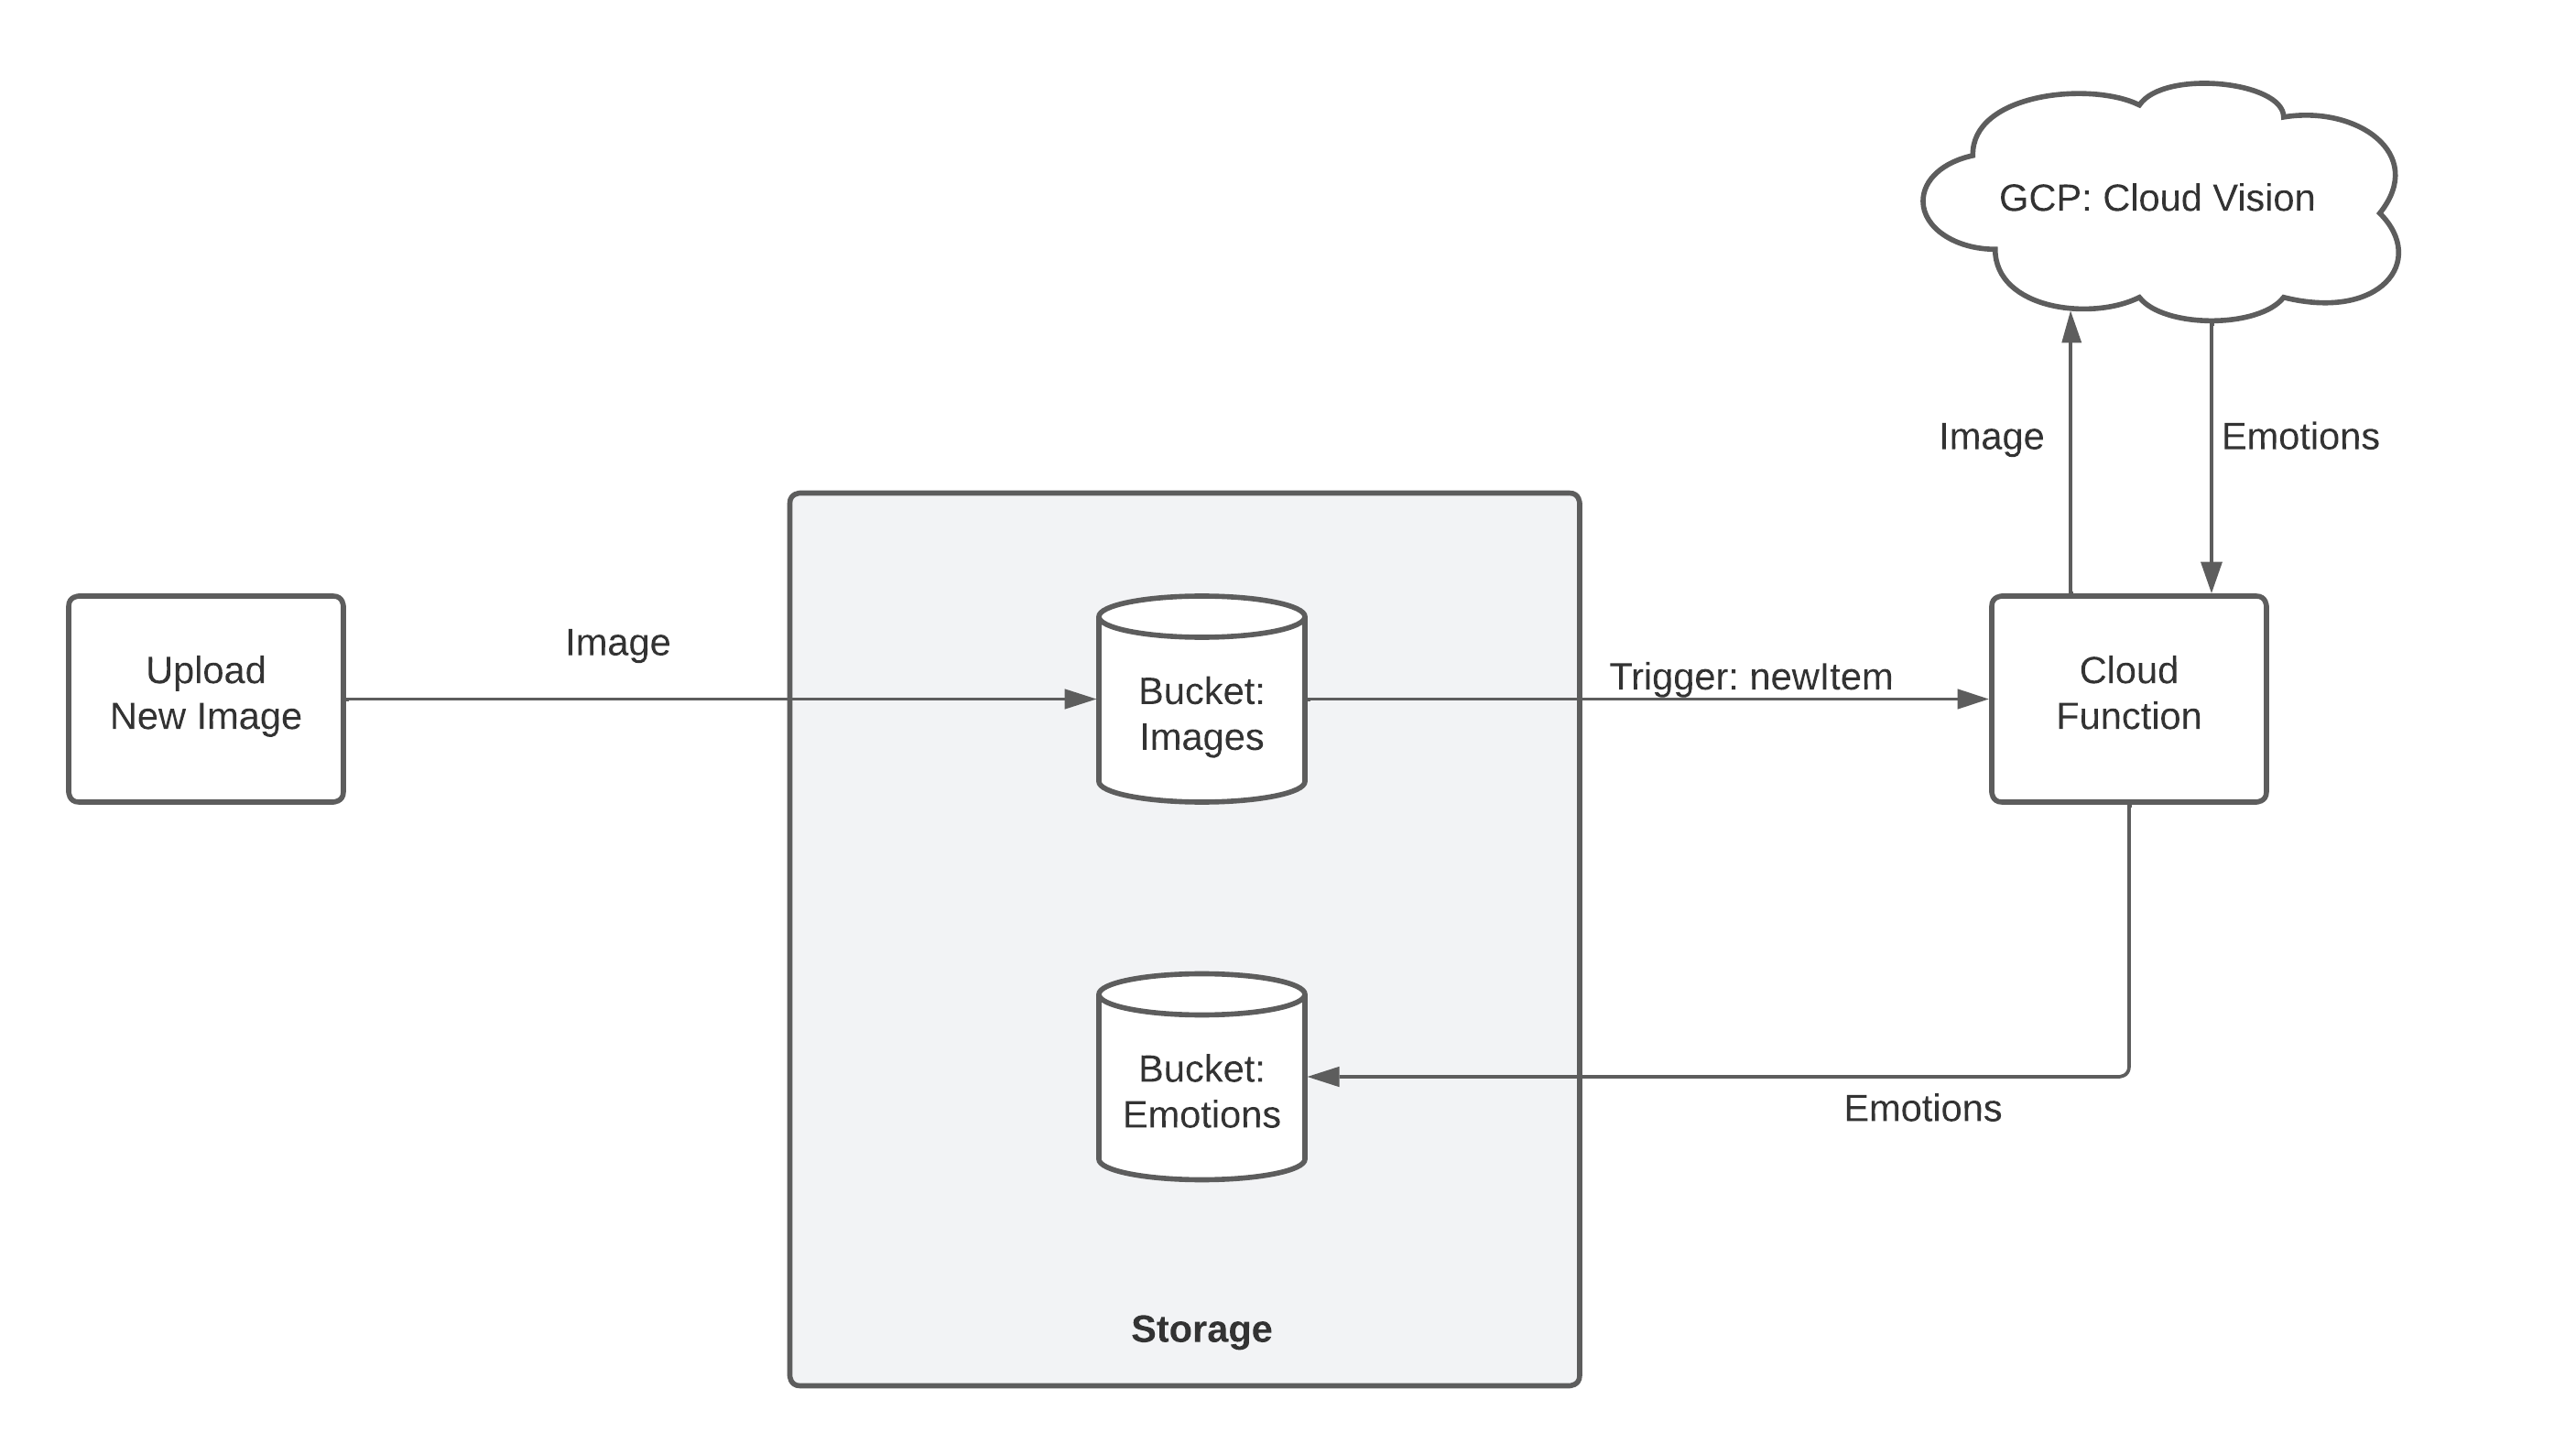 GCP: Cloud Vision
Image
Emotions
Upload
New Image
Image
Bucket:
Images
Trigger: newItem
Cloud
Function
Bucket:
Emotions
Emotions
Storage